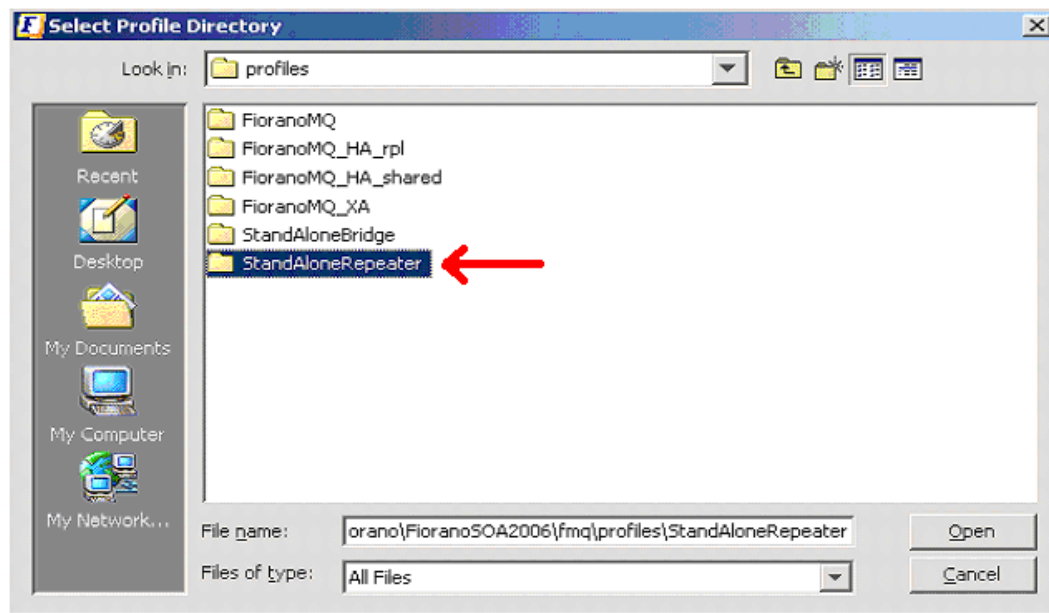 Select Profile Directory
Look in:
profiles
FioranoMQ
FioranoMQ_HA_rpl
FioranoMQ_HA_shared
FioranoMQ_XA
StandAloneBridge
StandAloneRepeater
Recent
Desktop
My Documents
My Computer
My Network...
File name:
orano\FioranoSOA2006\fmq\profiles\StandAloneRepeater
Open
Files of type:
All Files
Cancel